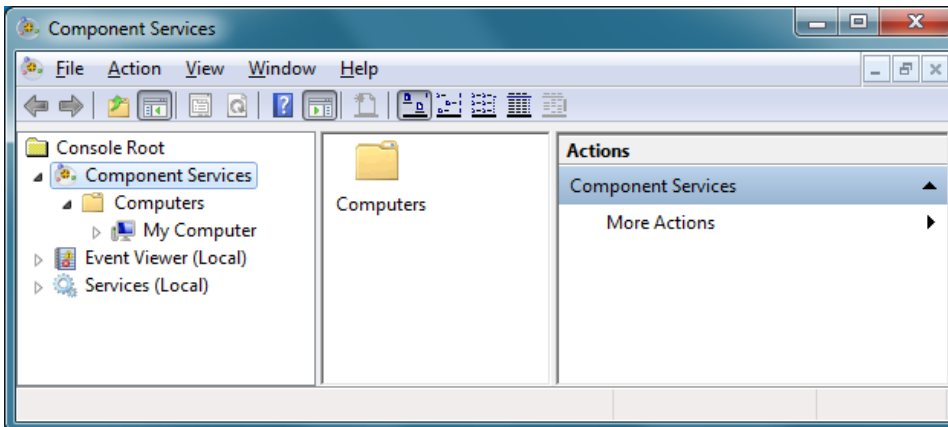 Component Services
File Action View Window Help
Console Root
Component Services
Computers
My Computer
Event Viewer (Local)
Services (Local)
Computers
Actions
Component Services
More Actions